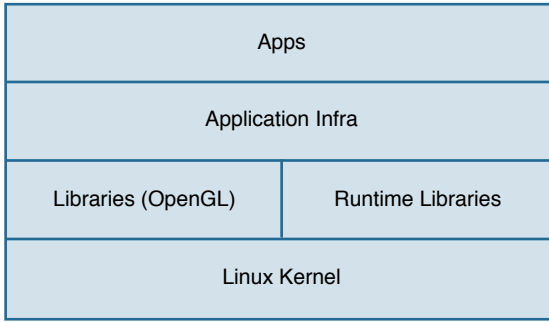 Apps
Application Infra
Libraries (OpenGL)
Runtime Libraries
Linux Kernel